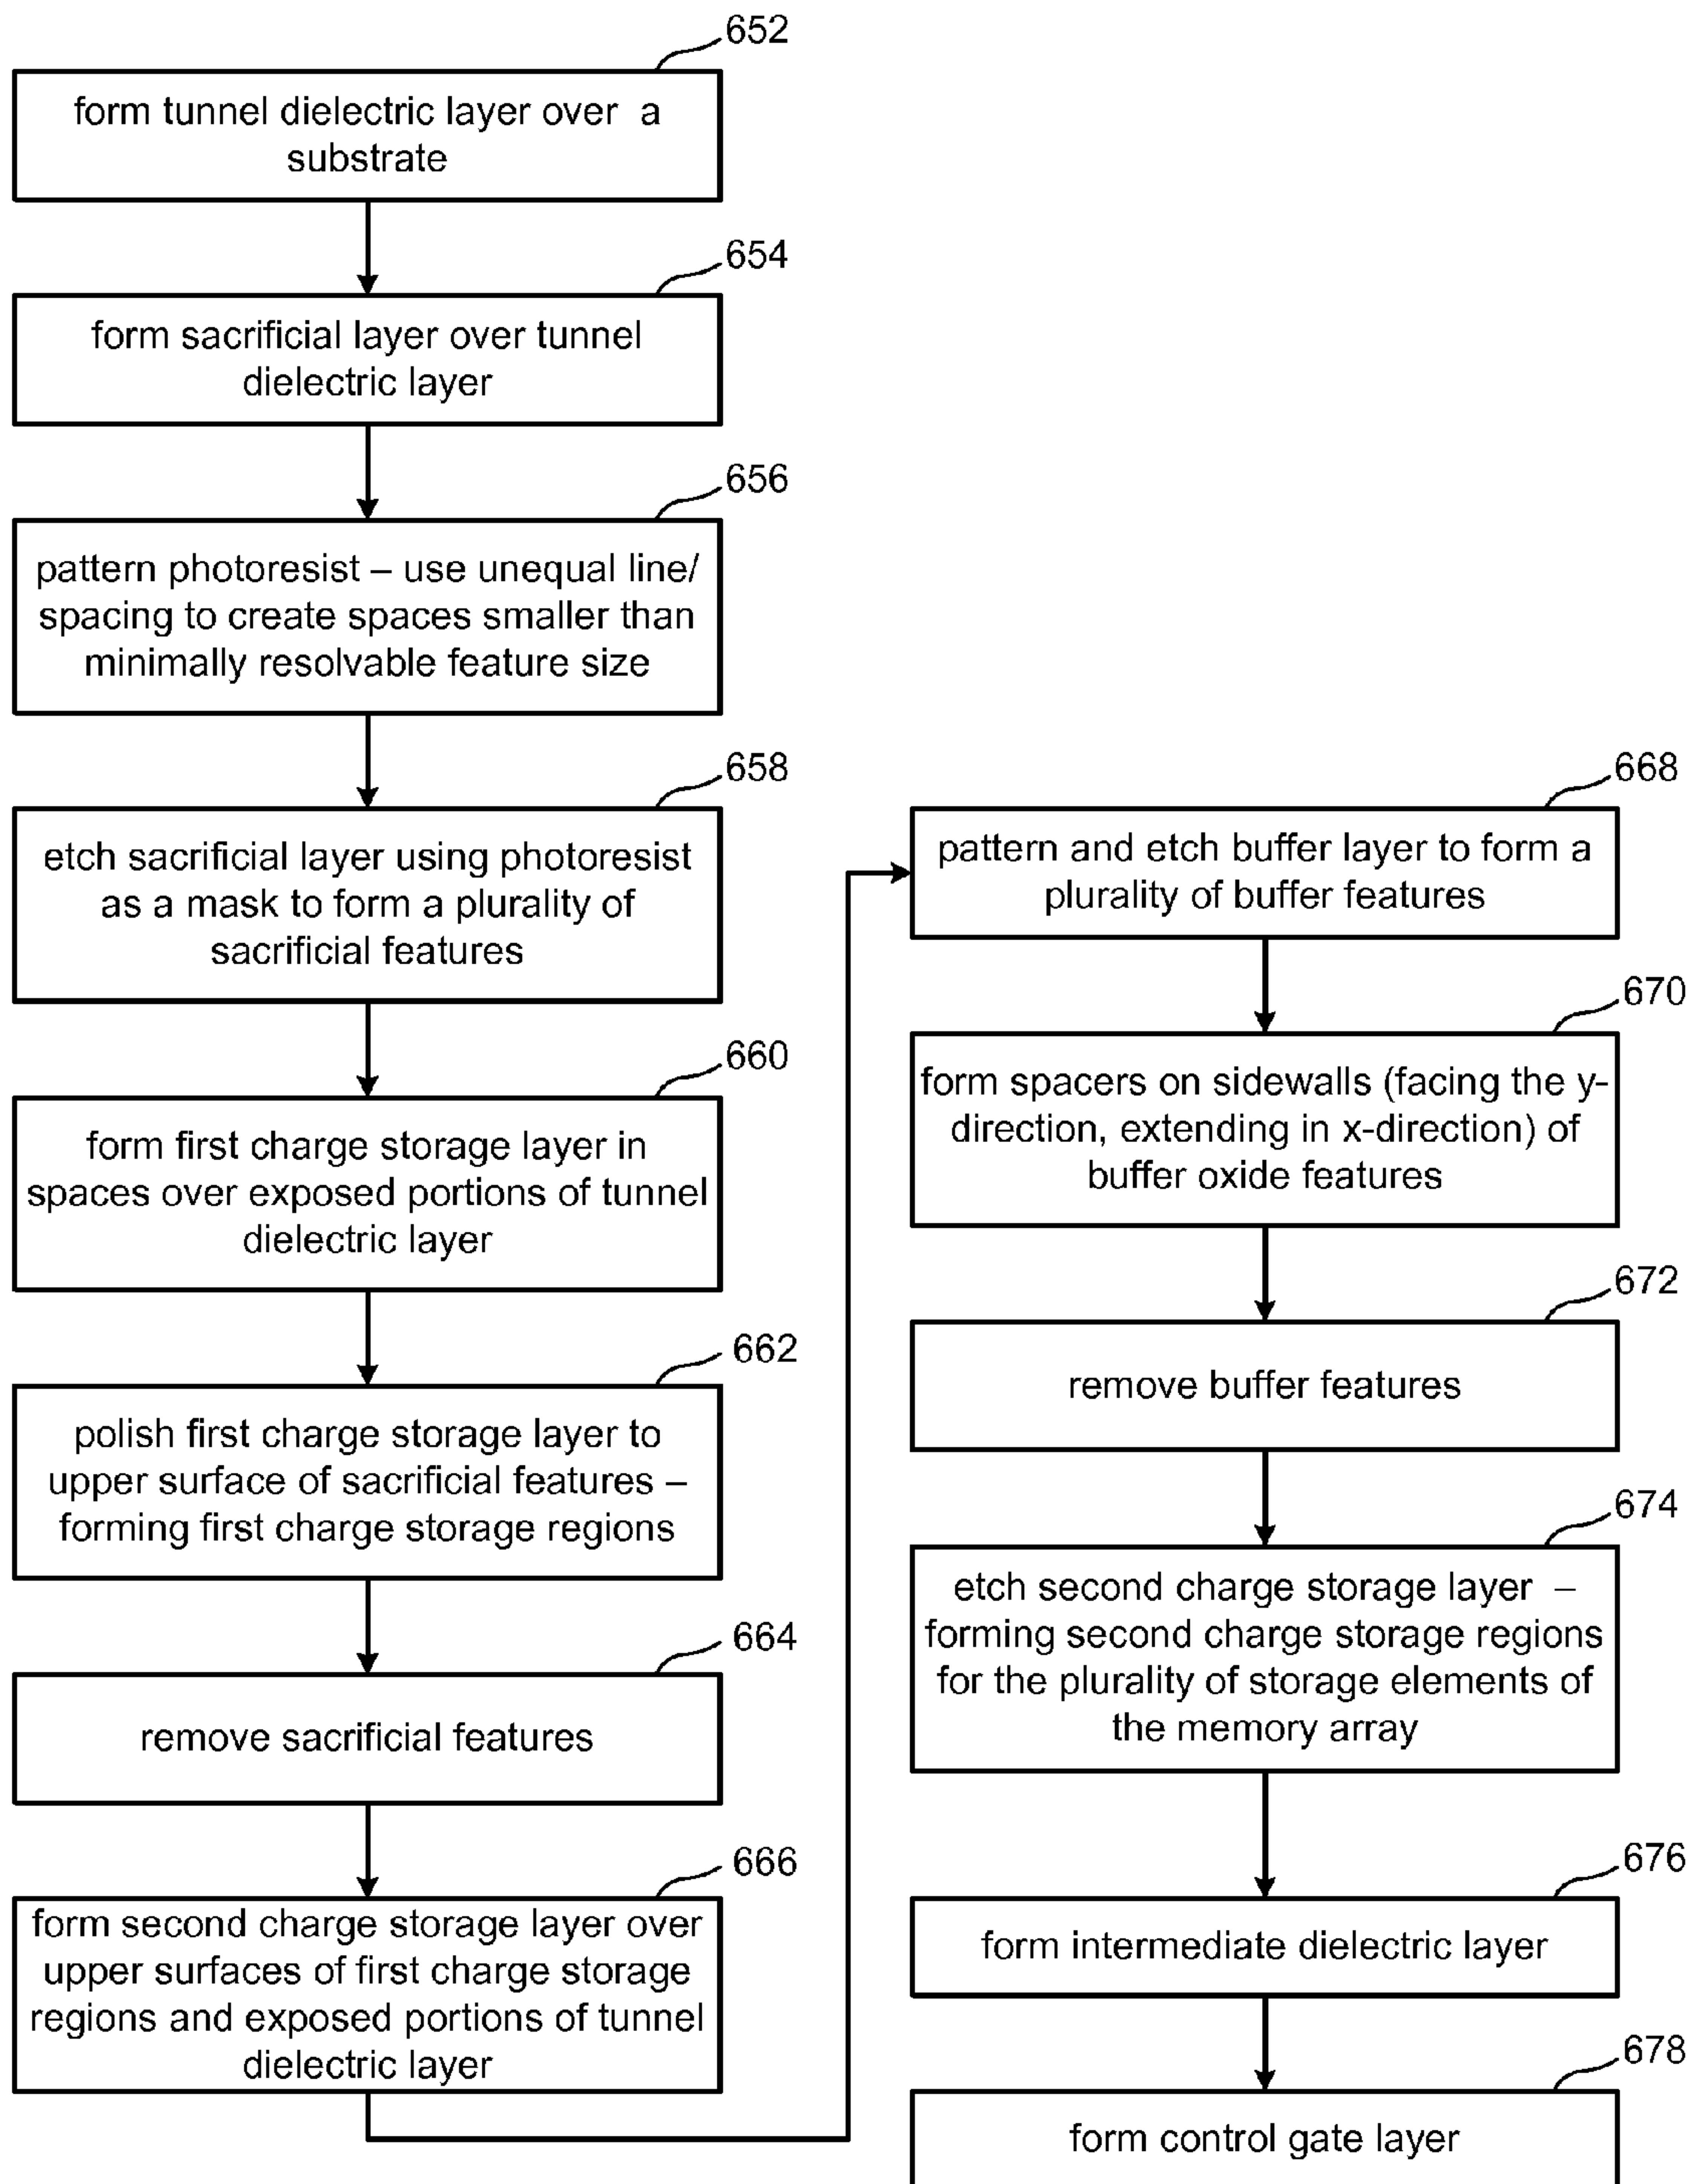 652
form tunnel dielectric layer over a
substrate
654
form sacrificial layer over tunnel
dielectric layer
656
pattern photoresist – use unequal line/
spacing to create spaces smaller than
minimally resolvable feature size
658
etch sacrificial layer using photoresist
as a mask to form a plurality of
sacrificial features
660
form first charge storage layer in
spaces over exposed portions of tunnel
dielectric layer
662
polish first charge storage layer to
upper surface of sacrificial features –
forming first charge storage regions
664
remove sacrificial features
666
form second charge storage layer over
upper surfaces of first charge storage
regions and exposed portions of tunnel
dielectric layer
668
pattern and etch buffer layer to form a
plurality of buffer features
670
form spacers on sidewalls (facing the y-
direction, extending in x-direction) of
buffer oxide features
672
remove buffer features
674
etch second charge storage layer –
forming second charge storage regions
for the plurality of storage elements of
the memory array
676
form intermediate dielectric layer
678
form control gate layer